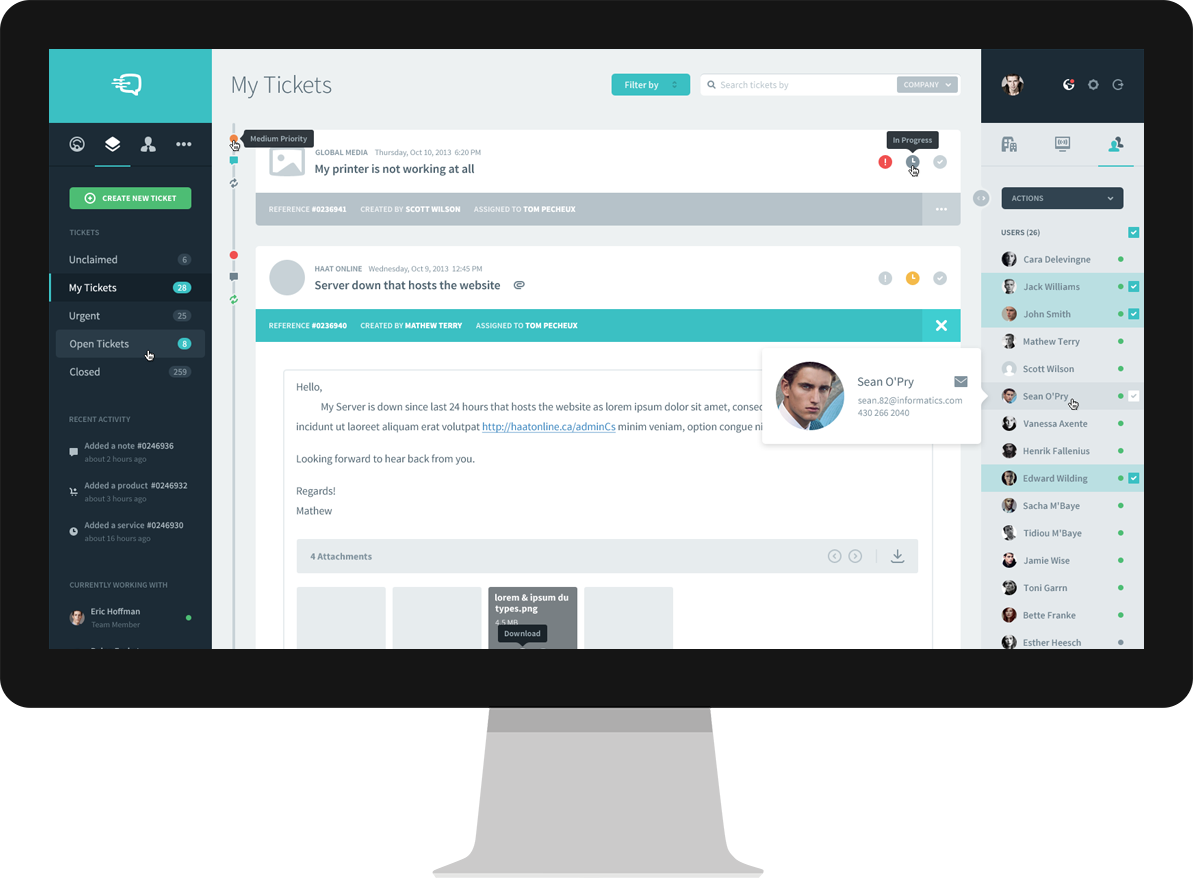 My Tickets
Filter by
Search tickets by
COMPANY
CREATE NEW TICKET
TICKETS
Unclaimed 6
My Tickets 28
Urgent 25
Open Tickets 8
Closed 259
RECENT ACTIVITY
Added a note #0246936
about 2 hours ago
Added a product #0246932
about 3 hours ago
Added a service #0246930
about 16 hours ago
CURRENTLY WORKING WITH
Eric Hoffman
Team Member
Medium Priority
In Progress
GLOBAL MEDIA Thursday, Oct 10, 2013 6:20 PM
My printer is not working at all
REFERENCE #0236941 CREATED BY SCOTT WILSON ASSIGNED TO TOM PECHEUX
HAAT ONLINE Wednesday, Oct 9, 2013 12:45 PM
Server down that hosts the website
REFERENCE #0236940 CREATED BY MATHEW TERRY ASSIGNED TO TOM PECHEUX
Hello,
My Server is down since last 24 hours that hosts the website as lorem ipsum dolor sit amet, consec
incidunt ut laoreet aliquam erat volutpat http://haatonline.ca/adminCs minim veniam, option congue ni
Looking forward to hear back from you.
Regards!
Mathew
4 Attachments
lorem & ipsum du
types.png
4.5 MB
Download
Sean O'Pry
sean.82@informatics.com
430 266 2040
ACTIONS
USERS (26)
Cara Delevingne
Jack Williams
John Smith
Mathew Terry
Scott Wilson
Sean O'Pry
Vanessa Axente
Henrik Fallenius
Edward Wilding
Sacha M'Baye
Tidiou M'Baye
Jamie Wise
Toni Garrn
Bette Franke
Esther Heesch